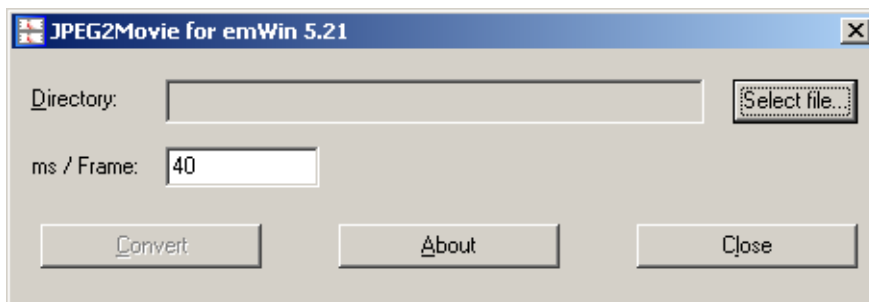 JPEG2Movie for emWin 5.21
Directory: Select file...
ms / Frame: 40
Convert About Close